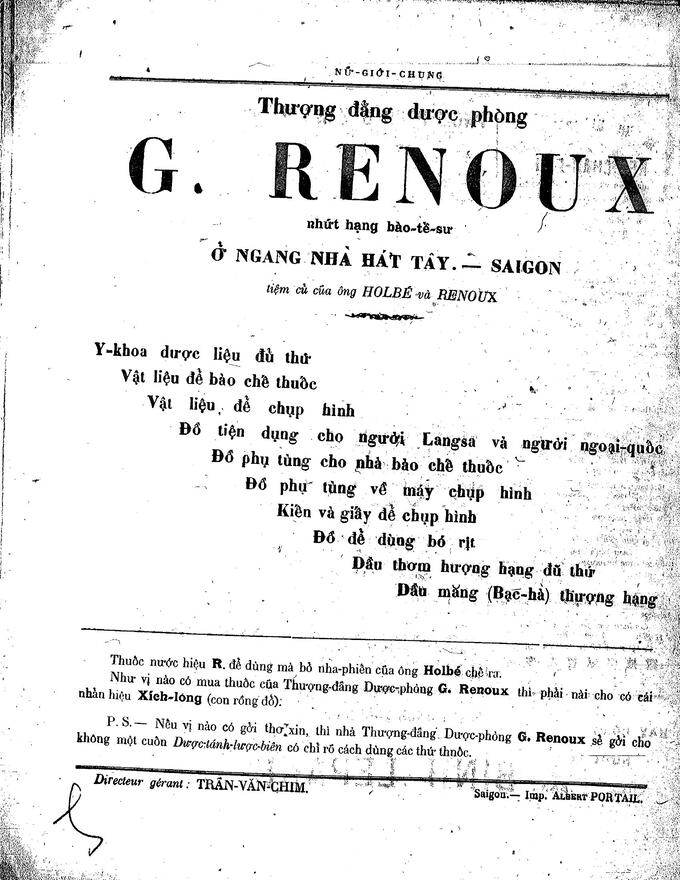 NỮ-GIỚI-CHUNG
Thượng đẳng dược phòng
G. RENOUX
nhứt hạng bào-tề-sư
Ở NGANG NHÀ HÁT TÂY. — SAIGON
tiệm củ của ông HOLBÉ và RENOUX
Y-khoa dược liệu đủ thứ
Vật liệu để bào chế thuốc
Vật liệu để chụp hình
Đồ tiện dụng cho người Langsa và người ngoại-quốc
Đồ phụ tùng cho nhà bào chế thuốc
Đồ phụ tùng về máy chụp hình
Kiến và giấy để chụp hình
Đồ để dùng bó rịt
Dầu thơm hượng hạng đủ thứ
Dầu măng (Bạc-hà) thượng hạng
Thuốc nước hiệu R. để dùng mà bỏ nha-phiến của ông Holbé chế ra.
Như vị nào có mua thuốc của Thượng-đẳng Dược-phòng G. Renoux thì phải nài cho có cái
nhãn hiệu Xích-long (con rồng đỏ):
P. S.— Nếu vị nào có gởi thơ xin, thì nhà Thượng-đẳng Dược-phòng G. Renoux sẽ gởi cho
không một cuốn Dược-tánh-lược-biên có chỉ rõ cách dùng các thứ thuốc.
Directeur gérant : TRẦN-VĂN-CHIM.
Saigon.— Imp. ALBERT PORTAIL.